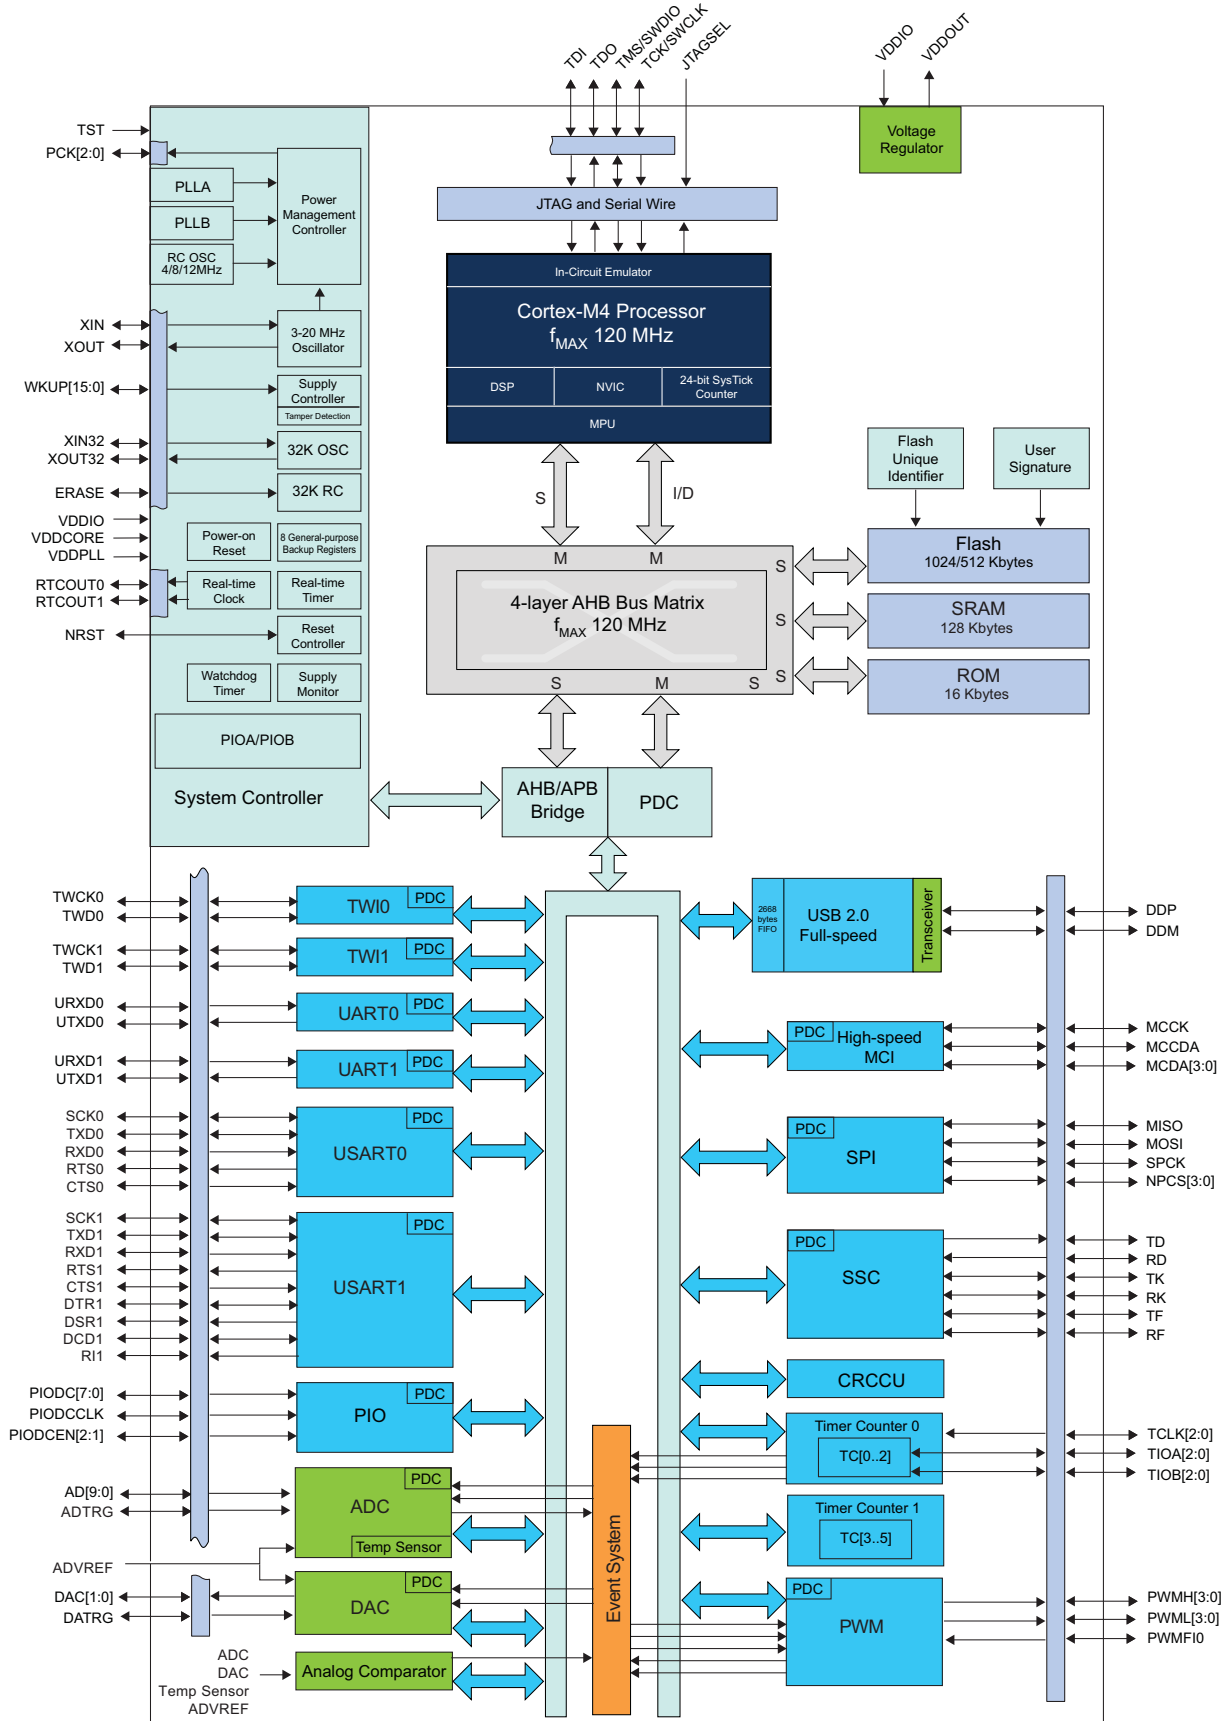 TDI
TDO
TMS/SWDIO
TCK/SWCLK
JTAGSEL
VDDIO
VDDOUT
TST
PCK[2:0]
PLLA
PLLB
RC OSC
4/8/12MHz
Power
Management
Controller
XIN
XOUT
3-20 MHz
Oscillator
WKUP[15:0]
Supply
Controller
Tamper Detection
XIN32
XOUT32
32K OSC
ERASE
32K RC
VDDIO
VDDCORE
VDDPLL
Power-on
Reset
8 General-purpose
Backup Registers
RTCOUT0
RTCOUT1
Real-time
Clock
Real-time
Timer
NRST
Reset
Controller
Watchdog
Timer
Supply
Monitor
PIOA/PIOB
System Controller
Voltage
Regulator
JTAG and Serial Wire
In-Circuit Emulator
Cortex-M4 Processor
fMAX 120 MHz
DSP
NVIC
24-bit SysTick
Counter
MPU
S
I/D
M
M
S
4-layer AHB Bus Matrix
fMAX 120 MHz
S
S
S
M
S
Flash
Unique
Identifier
User
Signature
Flash
1024/512 Kbytes
SRAM
128 Kbytes
ROM
16 Kbytes
AHB/APB
Bridge
PDC
TWCK0
TWD0
PDC
TWI0
TWCK1
TWD1
PDC
TWI1
URXD0
UTXD0
PDC
UART0
URXD1
UTXD1
PDC
UART1
SCK0
TXD0
RXD0
RTS0
CTS0
PDC
USART0
SCK1
TXD1
RXD1
RTS1
CTS1
DTR1
DSR1
DCD1
RI1
PDC
USART1
PIODC[7:0]
PIODCCLK
PIODCEN[2:1]
PDC
PIO
AD[9:0]
ADTRG
PDC
ADC
Temp Sensor
ADVREF
DAC[1:0]
DATRG
PDC
DAC
ADC
DAC
Temp Sensor
ADVREF
Analog Comparator
Event System
2668
bytes
FIFO
USB 2.0
Full-speed
Transceiver
DDP
DDM
PDC
High-speed
MCI
MCCK
MCCDA
MCDA[3:0]
PDC
SPI
MISO
MOSI
SPCK
NPCS[3:0]
PDC
SSC
TD
RD
TK
RK
TF
RF
CRCCU
Timer Counter 0
TC[0..2]
TCLK[2:0]
TIOA[2:0]
TIOB[2:0]
Timer Counter 1
TC[3..5]
PDC
PWM
PWMH[3:0]
PWML[3:0]
PWMFI0